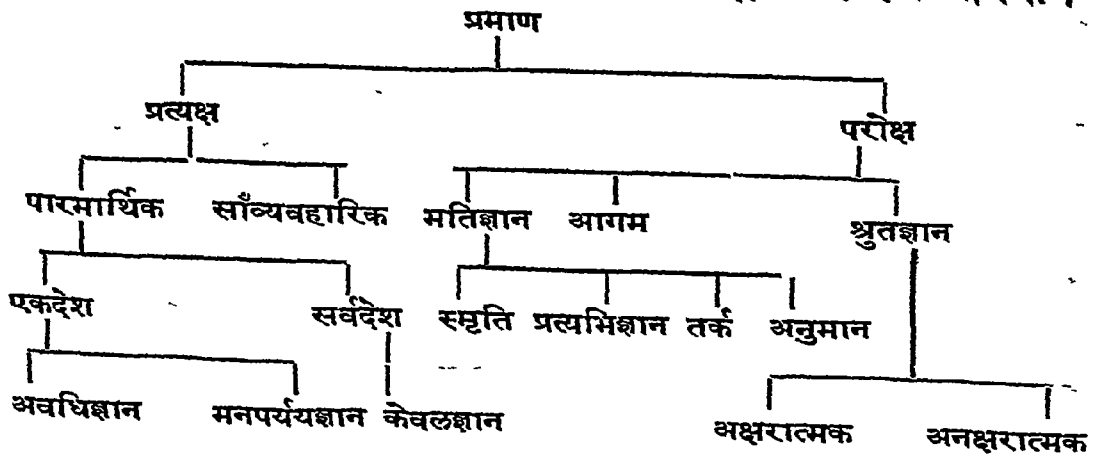 प्रमाण
प्रत्यक्ष परोक्ष
पारमार्थिक साँव्यवहारिक मतिज्ञान आगम श्रुतज्ञान
एकदेश सर्वदेश स्मृति प्रत्यभिज्ञान तर्क अनुमान
अवधिज्ञान मनपर्ययज्ञान केवलज्ञान अक्षरात्मक अनक्षरात्मक